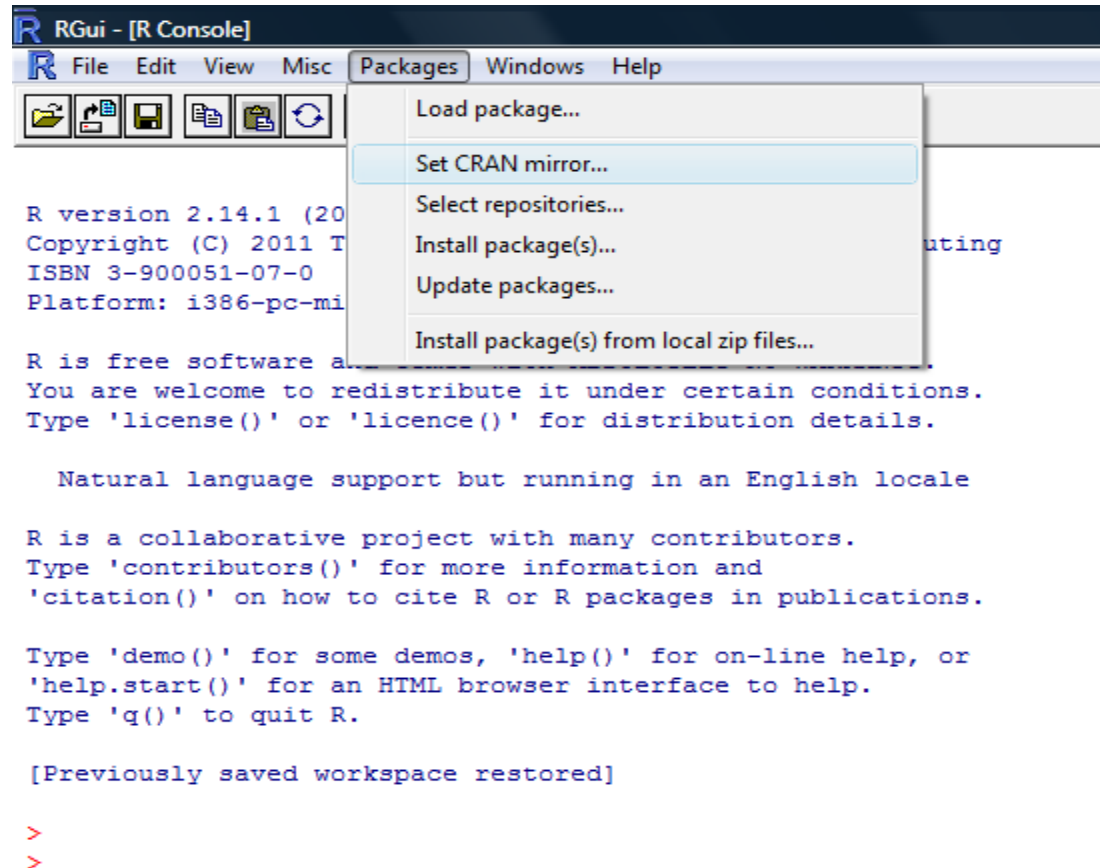 RGui - [R Console]
File Edit View Misc Packages Windows Help
Load package...
Set CRAN mirror...
Select repositories...
Install package(s)...
Update packages...
Install package(s) from local zip files...
R version 2.14.1 (20
Copyright (C) 2011 T uting
ISBN 3-900051-07-0
Platform: i386-pc-mi
R is free software a
You are welcome to redistribute it under certain conditions.
Type 'license()' or 'licence()' for distribution details.
Natural language support but running in an English locale
R is a collaborative project with many contributors.
Type 'contributors()' for more information and
'citation()' on how to cite R or R packages in publications.
Type 'demo()' for some demos, 'help()' for on-line help, or
'help.start()' for an HTML browser interface to help.
Type 'q()' to quit R.
[Previously saved workspace restored]
>
>